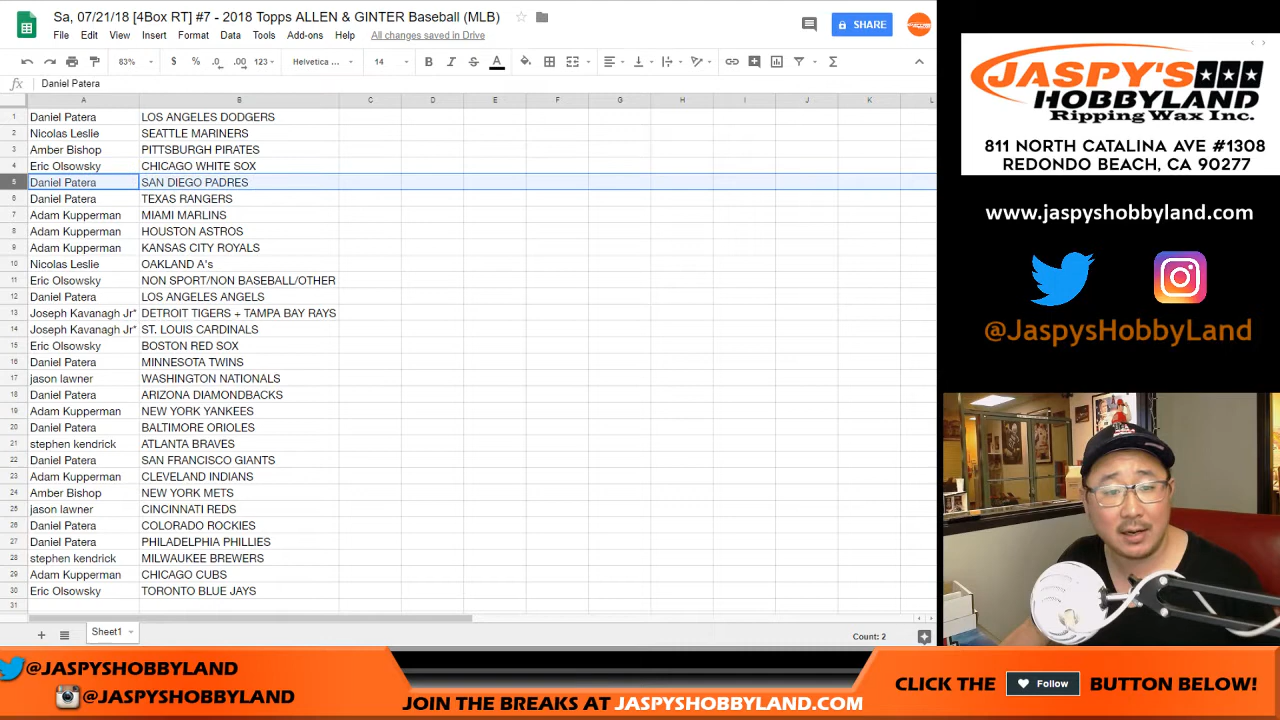 Sa, 07/21/18 [4Box RT] #7 - 2018 Topps ALLEN & GINTER Baseball (MLB)
File Edit View Insert Format Data Tools Add-ons Help All changes saved in Drive
SHARE
83% $ % .0 .00 123 Helvetica ... 14 B I S A
fx Daniel Patera
A B C D E F G H I J K L
1 Daniel Patera LOS ANGELES DODGERS
2 Nicolas Leslie SEATTLE MARINERS
3 Amber Bishop PITTSBURGH PIRATES
4 Eric Olsowsky CHICAGO WHITE SOX
5 Daniel Patera SAN DIEGO PADRES
6 Daniel Patera TEXAS RANGERS
7 Adam Kupperman MIAMI MARLINS
8 Adam Kupperman HOUSTON ASTROS
9 Adam Kupperman KANSAS CITY ROYALS
10 Nicolas Leslie OAKLAND A's
11 Eric Olsowsky NON SPORT/NON BASEBALL/OTHER
12 Daniel Patera LOS ANGELES ANGELS
13 Joseph Kavanagh Jr* DETROIT TIGERS + TAMPA BAY RAYS
14 Joseph Kavanagh Jr* ST. LOUIS CARDINALS
15 Eric Olsowsky BOSTON RED SOX
16 Daniel Patera MINNESOTA TWINS
17 jason lawner WASHINGTON NATIONALS
18 Daniel Patera ARIZONA DIAMONDBACKS
19 Adam Kupperman NEW YORK YANKEES
20 Daniel Patera BALTIMORE ORIOLES
21 stephen kendrick ATLANTA BRAVES
22 Daniel Patera SAN FRANCISCO GIANTS
23 Adam Kupperman CLEVELAND INDIANS
24 Amber Bishop NEW YORK METS
25 jason lawner CINCINNATI REDS
26 Daniel Patera COLORADO ROCKIES
27 Daniel Patera PHILADELPHIA PHILLIES
28 stephen kendrick MILWAUKEE BREWERS
29 Adam Kupperman CHICAGO CUBS
30 Eric Olsowsky TORONTO BLUE JAYS
31
Sheet1
Count: 2
JASPY'S
HOBBYLAND
Ripping Wax Inc.
811 NORTH CATALINA AVE #1308
REDONDO BEACH, CA 90277
www.jaspyshobbyland.com
@JaspysHobbyLand
@JASPYSHOBBYLAND
@JASPYSHOBBYLAND
JOIN THE BREAKS AT JASPYSHOBBYLAND.COM
CLICK THE Follow BUTTON BELOW!